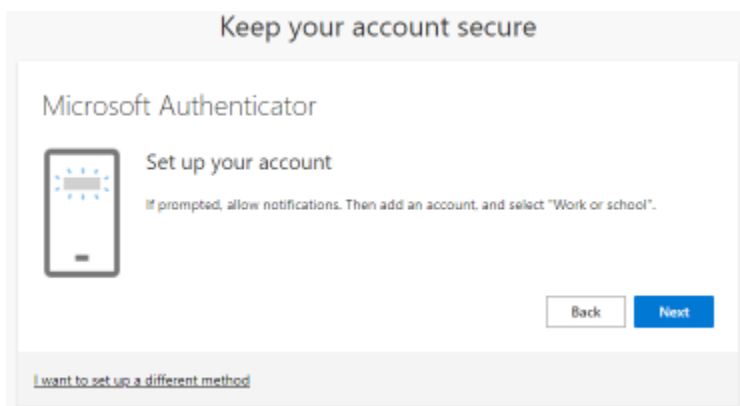 Keep your account secure
Microsoft Authenticator
Set up your account
If prompted, allow notifications. Then add an account, and select "Work or school".
Back
Next
I want to set up a different method